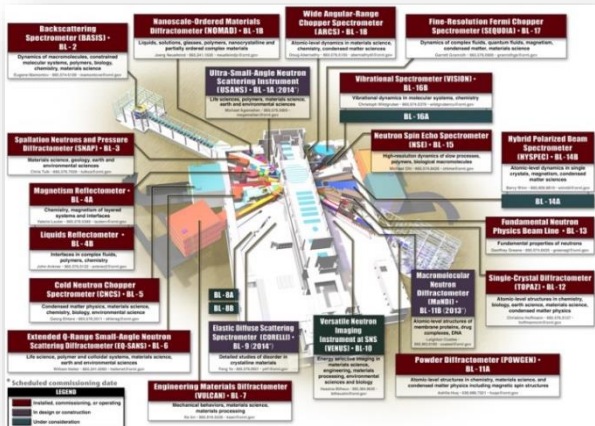 Backscattering
Spectrometer (BASIS) •
BL - 2
Dynamics of macromolecules, constrained
molecular systems, polymers, biology,
chemistry, materials science
Nanoscale-Ordered Materials
Diffractometer (NOMAD) • BL - 1B
Liquids, solutions, glasses, polymers, nanocrystalline and
partially ordered complex materials
Wide Angular-Range
Chopper Spectrometer
(ARCS) • BL - 18
Atomic-level dynamics in materials science,
chemistry, condensed matter sciences
Fine-Resolution Fermi Chopper
Spectrometer (SEQUOIA) • BL - 17
Dynamics of complex fluids, quantum fluids, magnetism,
condensed matter, materials science
Ultra-Small-Angle Neutron
Scattering Instrument
(USANS) • BL - 1A (2014*)
Life sciences, polymers, materials science, earth
and environmental sciences
Vibrational Spectrometer (VISION) •
BL - 16B
Vibrational dynamics in molecular systems, chemistry
BL - 16A
Spallation Neutrons and Pressure
Diffractometer (SNAP) • BL - 3
Materials science, geology, earth and
environmental sciences
Neutron Spin Echo Spectrometer
(NSE) • BL - 15
High-resolution dynamics of slow processes,
polymers, biological macromolecules
Hybrid Polarized Beam
Spectrometer
(HYSPEC) • BL - 14B
Atomic-level dynamics in single
crystals, magnetism, condensed
matter sciences
BL - 14A
Magnetism Reflectometer •
BL - 4A
Chemistry, magnetism of layered
systems and interfaces
Liquids Reflectometer •
BL - 4B
Interfaces in complex fluids,
polymers, chemistry
Fundamental Neutron
Physics Beam Line • BL - 13
Fundamental properties of neutrons
Cold Neutron Chopper
Spectrometer (CNCS) • BL - 5
Condensed matter physics, materials science,
chemistry, biology, environmental science
Single-Crystal Diffractometer
(TOPAZ) • BL - 12
Atomic-level structures in chemistry,
biology, earth science, materials science,
condensed matter physics
Macromolecular
Neutron
Diffractometer
(MaNDi) •
BL - 11B (2013*)
Atomic-level structures of
membrane proteins, drug
complexes, DNA
BL - 8A
BL - 8B
Extended Q-Range Small-Angle Neutron
Scattering Diffractometer (EQ-SANS) • BL - 6
Life science, polymer and colloidal systems, materials science,
earth and environmental sciences
Elastic Diffuse Scattering
Spectrometer (CORELLI) •
BL - 9 (2014*)
Detailed studies of disorder in
crystalline materials
Versatile Neutron
Imaging
Instrument at SNS
(VENUS) • BL - 10
Energy selective imaging in
materials science,
engineering, materials
processing, environmental
sciences and biology
Powder Diffractometer (POWGEN) •
BL - 11A
Atomic-level structures in chemistry, materials science, and
condensed matter physics including magnetic spin structures
Engineering Materials Diffractometer
(VULCAN) • BL - 7
Mechanical behaviors, materials science,
materials processing
* Scheduled commissioning date
LEGEND
Installed, commissioning, or operating
In design or construction
Under consideration